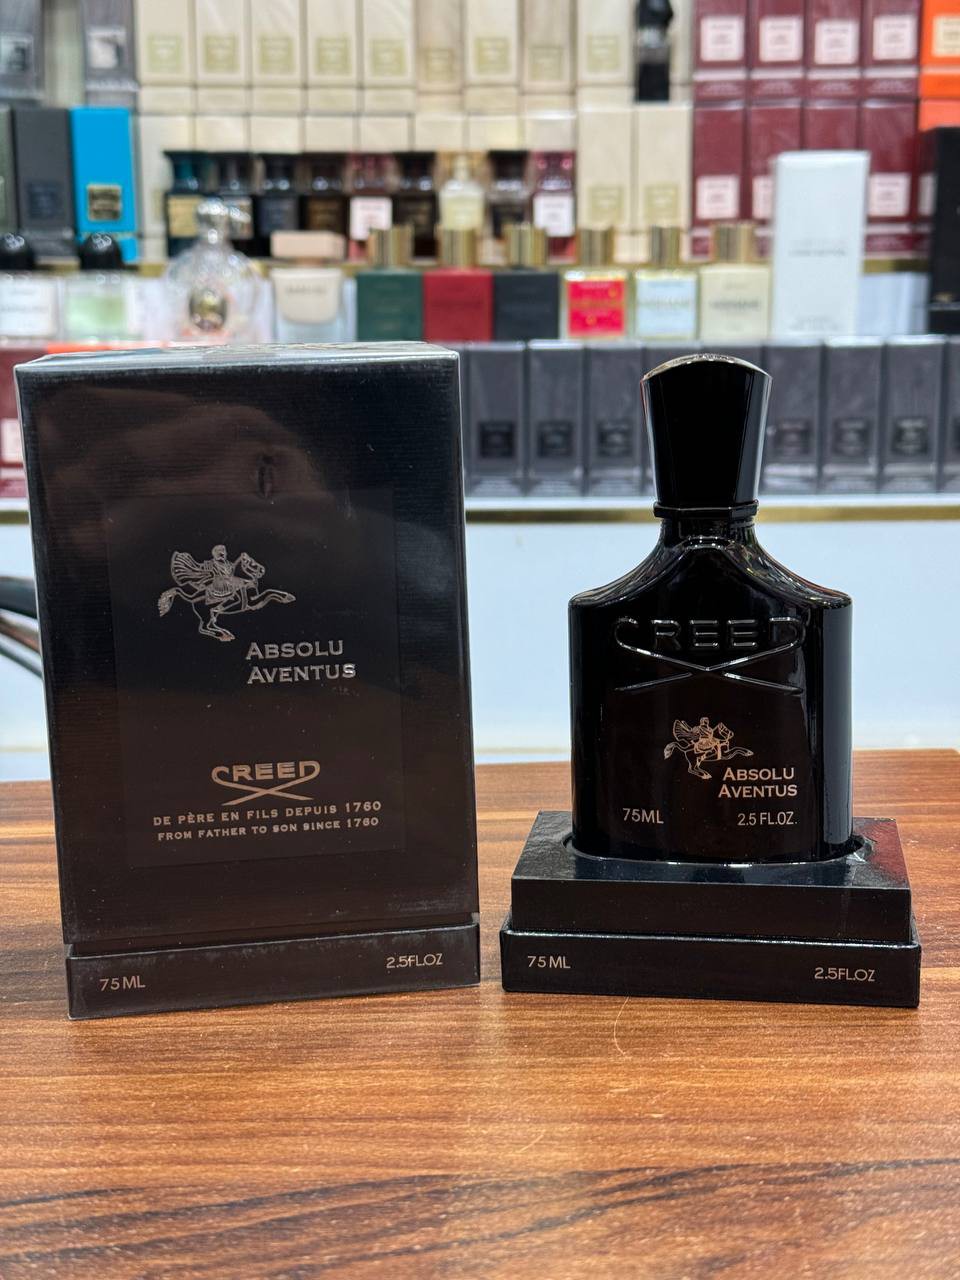 ABSOLU
AVENTUS
CREED
DE PÈRE EN FILS DEPUIS 1760
FROM FATHER TO SON SINCE 1760
75ML
2.5FLOZ
CREED
ABSOLU
AVENTUS
75ML
2.5 FL.OZ.
75ML
2.5FLOZ